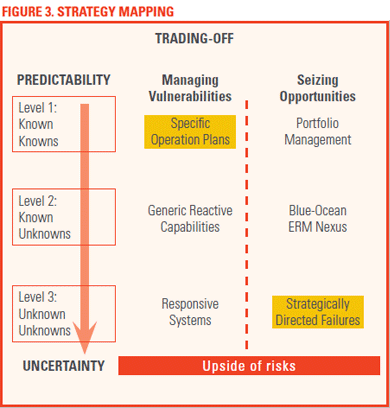 FIGURE 3. STRATEGY MAPPING
TRADING-OFF
PREDICTABILITY
Managing
Vulnerabilities
Seizing
Opportunities
Level 1:
Known
Knowns
Specific
Operation Plans
Portfolio
Management
Level 2:
Known
Unknowns
Generic Reactive
Capabilities
Blue-Ocean
ERM Nexus
Level 3:
Unknown
Unknowns
Responsive
Systems
Strategically
Directed Failures
UNCERTAINTY
Upside of risks